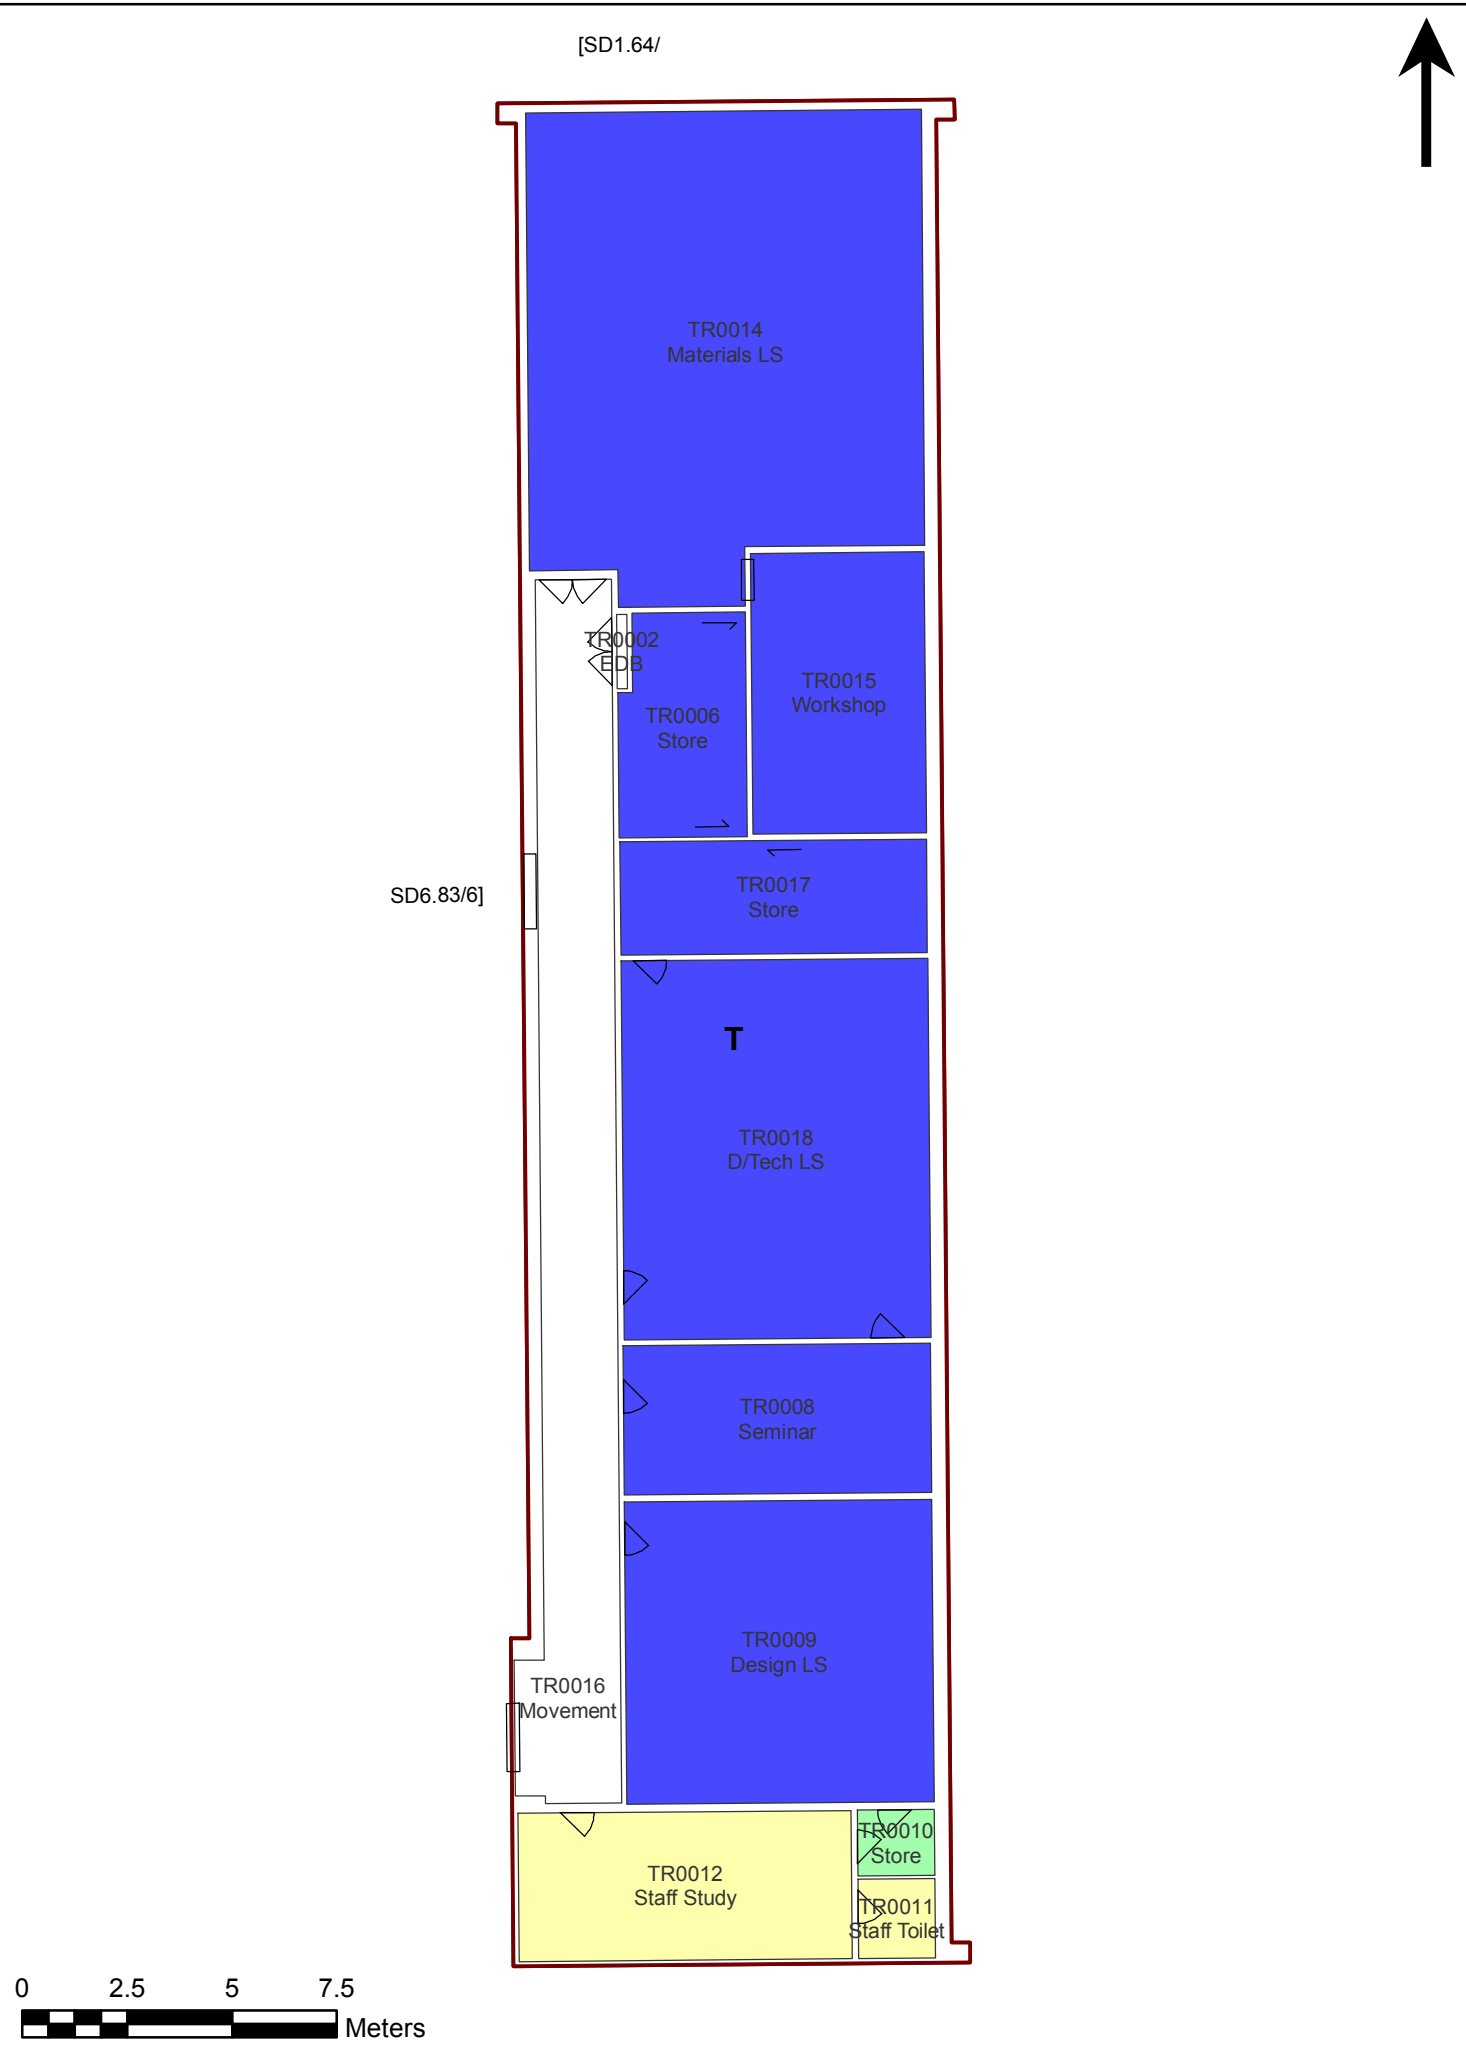 [SD1.64/
TR0014
Materials LS
TR0002
EDB
TR0015
Workshop
TR0006
Store
SD6.83/6]
TR0017
Store
T
TR0018
D/Tech LS
TR0008
Seminar
TR0009
Design LS
TR0016
Movement
TR0010
Store
TR0012
Staff Study
TR0011
Staff Toilet
0 2.5 5 7.5
Meters